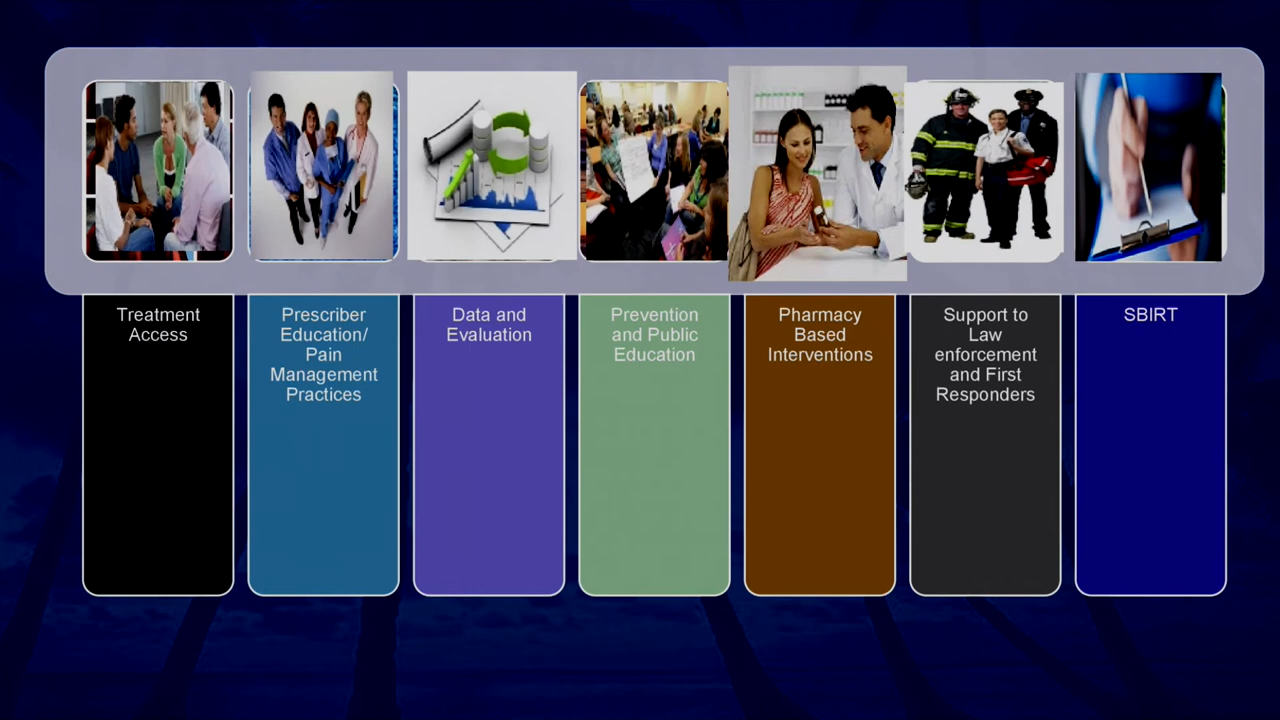 Treatment
Access
Prescriber
Education/
Pain
Management
Practices
Data and
Evaluation
Prevention
and Public
Education
Pharmacy
Based
Interventions
Support to
Law
enforcement
and First
Responders
SBIRT